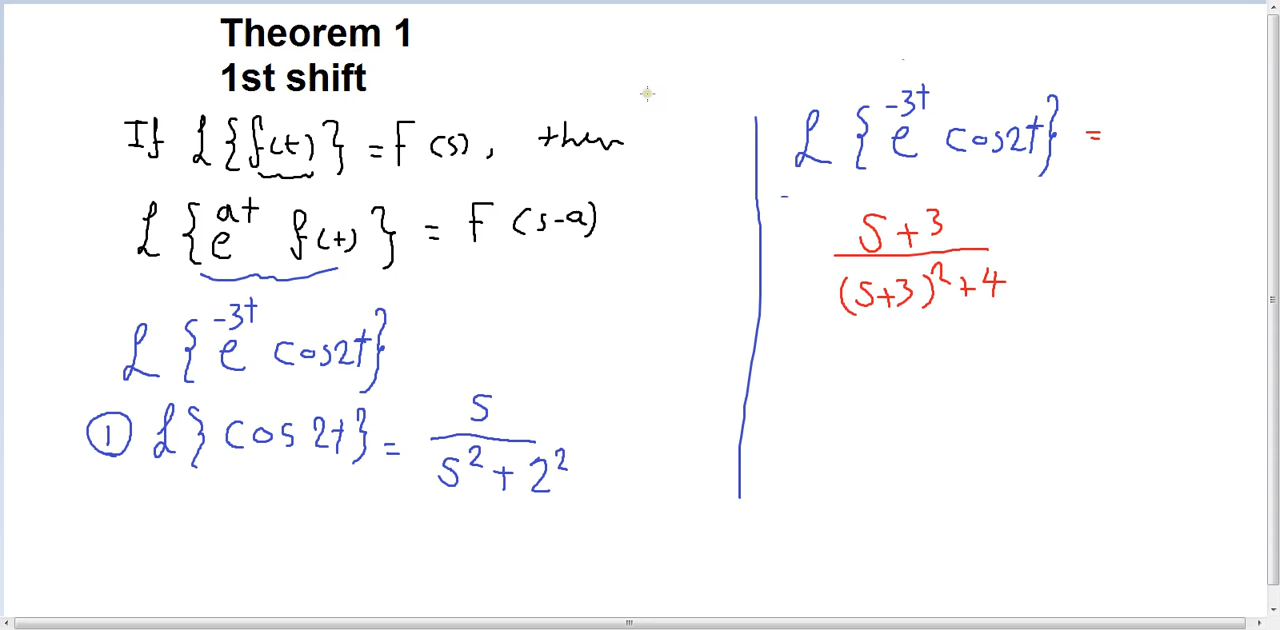 Theorem 1
1st shift
If ℒ{f(t)} = F(s), then
ℒ{e^{at} f(t)} = F(s-a)
ℒ{e^{-3t} cos2t}
① ℒ}cos 2t} = s/(s^2 + 2^2)
ℒ{e^{-3t} cos2t} =
(s+3)/((s+3)^2 + 4)